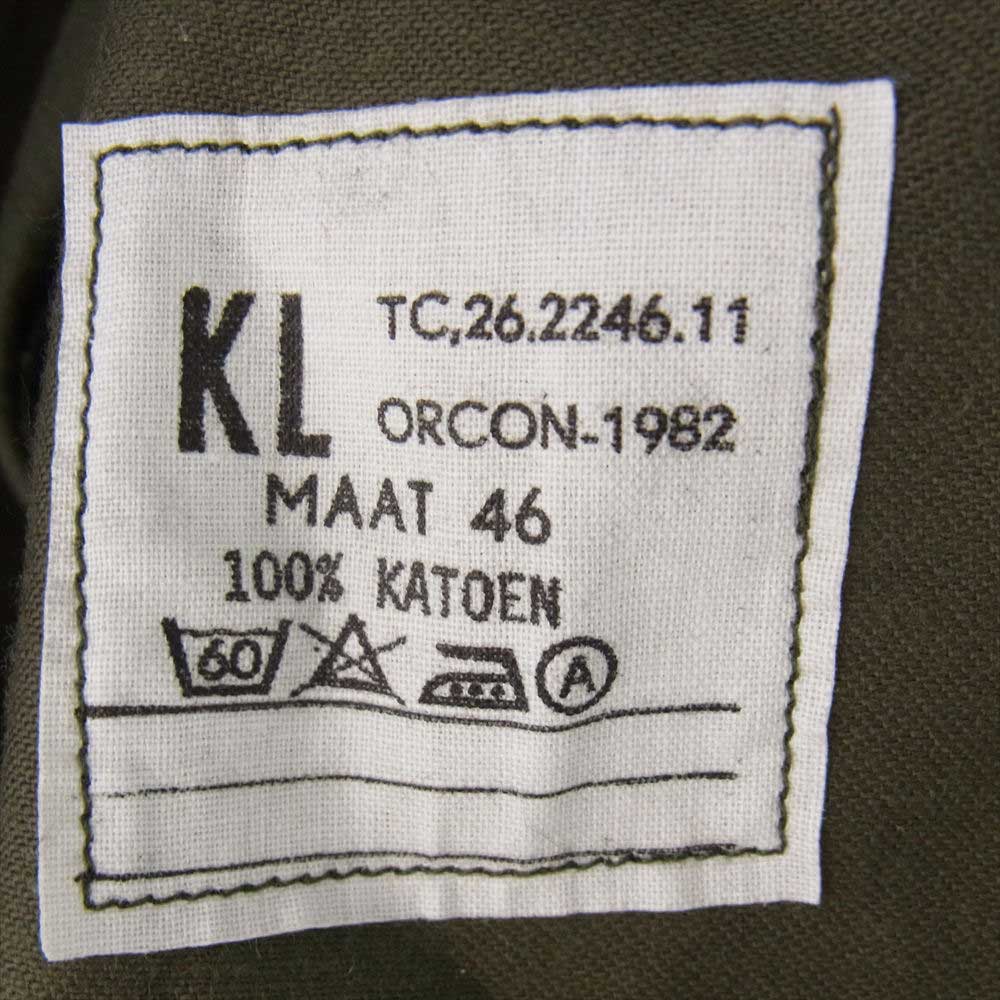 KL TC,26.2246.11
ORCON-1982
MAAT 46
100% KATOEN
60 A